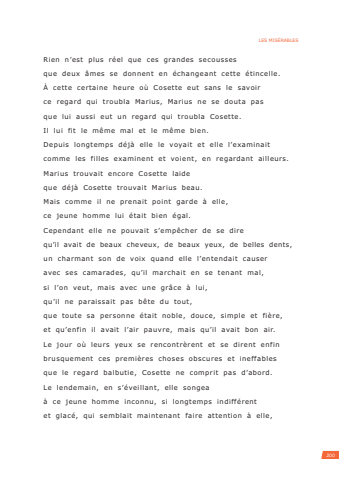 LES MISÉRABLES
Rien n’est plus réel que ces grandes secousses
que deux âmes se donnent en échangeant cette étincelle.
À cette certaine heure où Cosette eut sans le savoir
ce regard qui troubla Marius, Marius ne se douta pas
que lui aussi eut un regard qui troubla Cosette.
Il lui fit le même mal et le même bien.
Depuis longtemps déjà elle le voyait et elle l’examinait
comme les filles examinent et voient, en regardant ailleurs.
Marius trouvait encore Cosette laide
que déjà Cosette trouvait Marius beau.
Mais comme il ne prenait point garde à elle,
ce jeune homme lui était bien égal.
Cependant elle ne pouvait s’empêcher de se dire
qu’il avait de beaux cheveux, de beaux yeux, de belles dents,
un charmant son de voix quand elle l’entendait causer
avec ses camarades, qu’il marchait en se tenant mal,
si l’on veut, mais avec une grâce à lui,
qu’il ne paraissait pas bête du tout,
que toute sa personne était noble, douce, simple et fière,
et qu’enfin il avait l’air pauvre, mais qu’il avait bon air.
Le jour où leurs yeux se rencontrèrent et se dirent enfin
brusquement ces premières choses obscures et ineffables
que le regard balbutie, Cosette ne comprit pas d’abord.
Le lendemain, en s’éveillant, elle songea
à ce jeune homme inconnu, si longtemps indifférent
et glacé, qui semblait maintenant faire attention à elle,